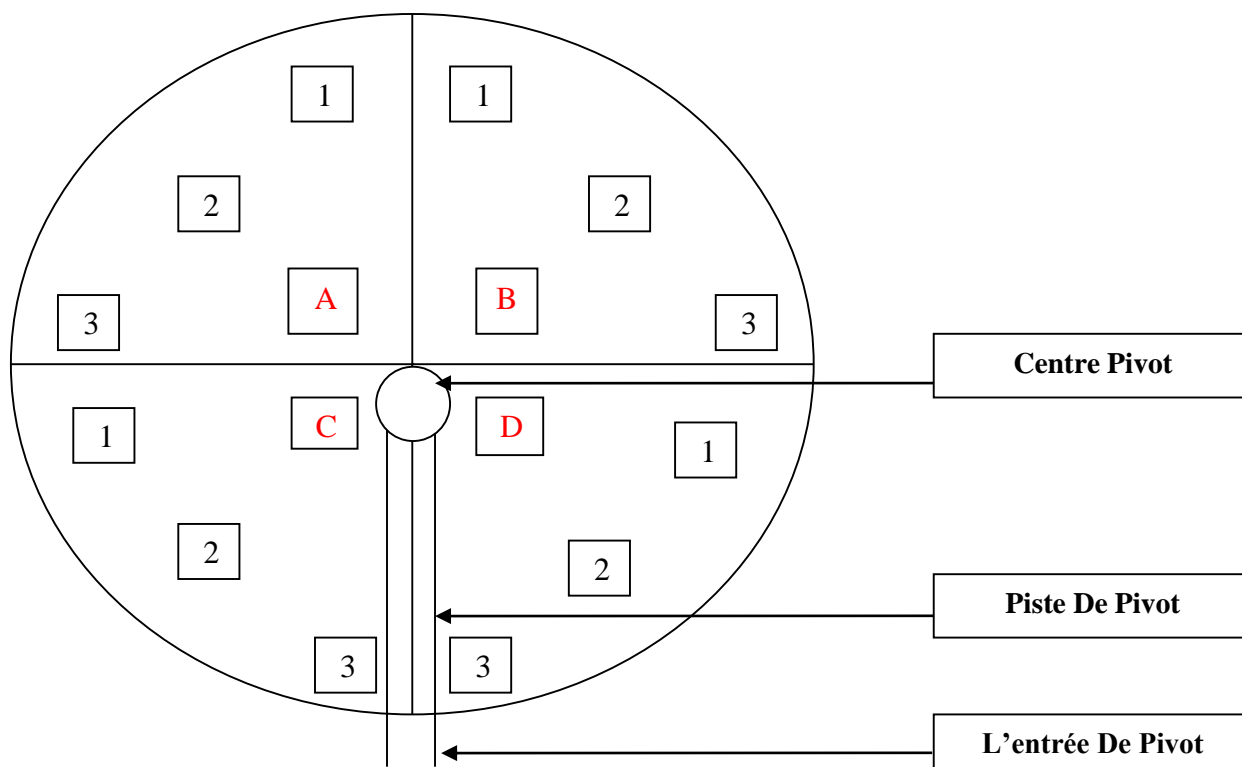 1 1
2 2
A B
3 3
Centre Pivot
C D
1 1
2 2
Piste De Pivot
3 3
L’entrée De Pivot